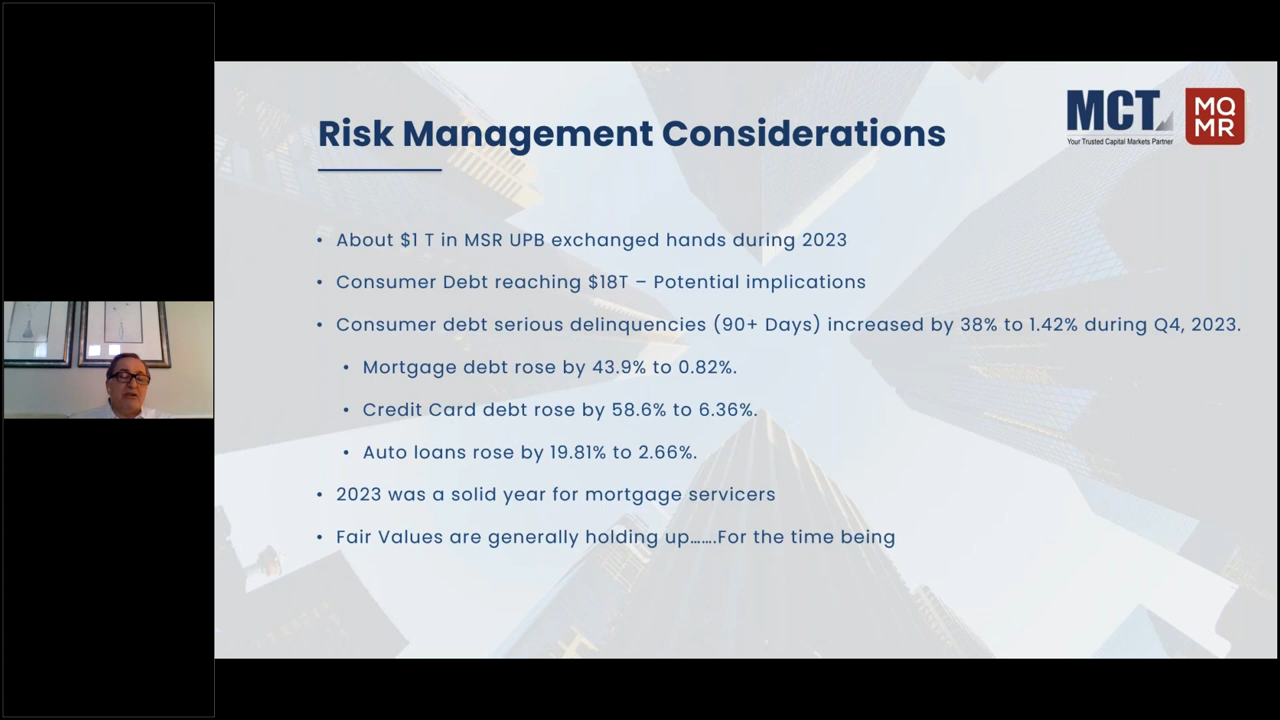 MCT
Your Trusted Capital Markets Partner
MQ
MR
Risk Management Considerations
• About $1 T in MSR UPB exchanged hands during 2023
• Consumer Debt reaching $18T – Potential implications
• Consumer debt serious delinquencies (90+ Days) increased by 38% to 1.42% during Q4, 2023.
• Mortgage debt rose by 43.9% to 0.82%.
• Credit Card debt rose by 58.6% to 6.36%.
• Auto loans rose by 19.81% to 2.66%.
• 2023 was a solid year for mortgage servicers
• Fair Values are generally holding up…….For the time being